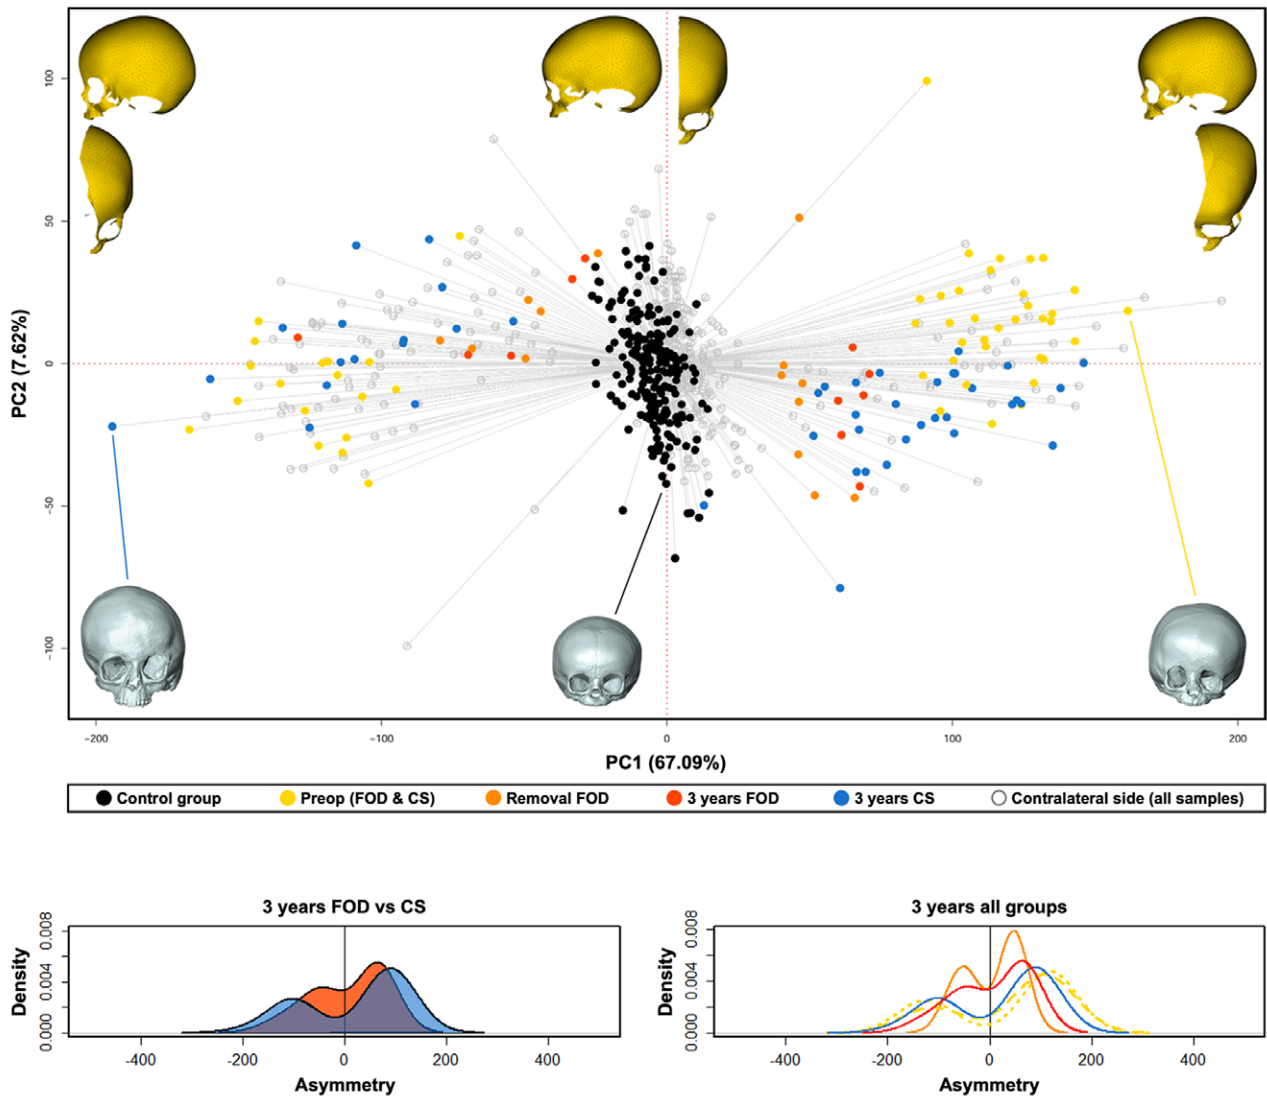 100
50
0
−50
−100
PC2 (7.62%)
−200
−100
0
100
200
PC1 (67.09%)
Control group
Preop (FOD & CS)
Removal FOD
3 years FOD
3 years CS
Contralateral side (all samples)
3 years FOD vs CS
Density
0.008
0.004
0.000
-400
-200
0
200
400
Asymmetry
3 years all groups
Density
0.008
0.004
0.000
-400
-200
0
200
400
Asymmetry